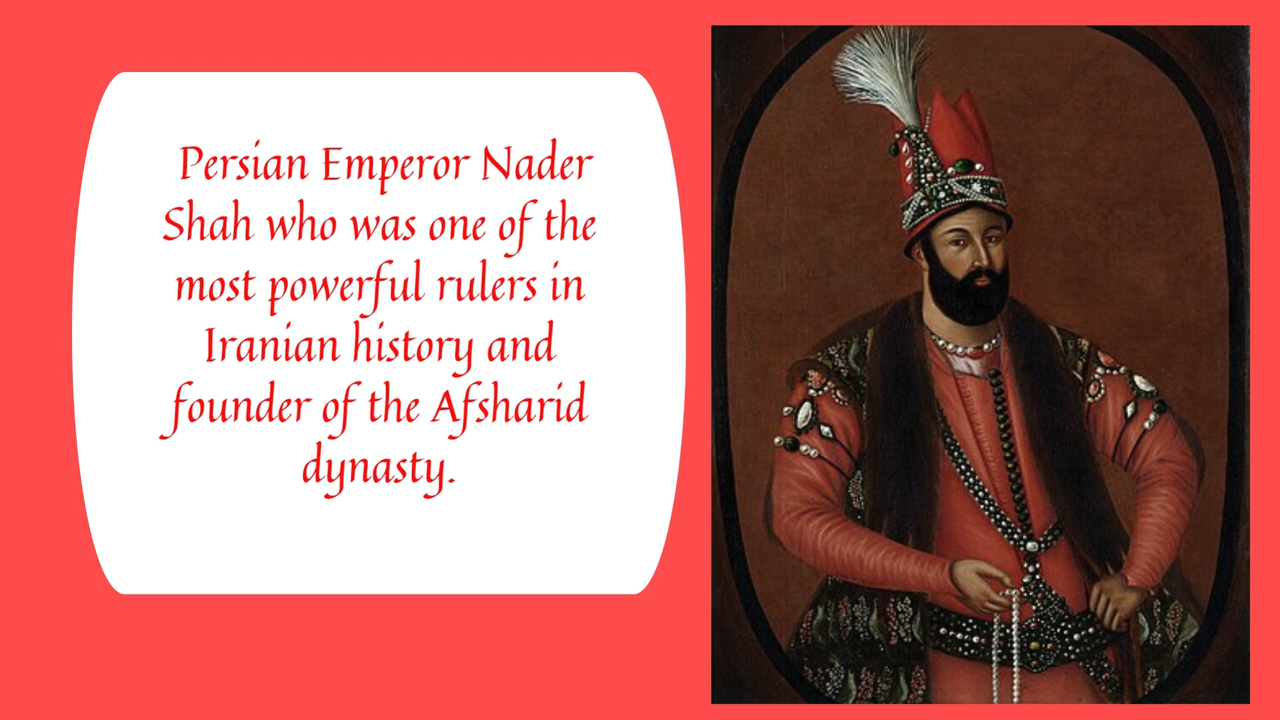 Persian Emperor Nader
Shah who was one of the
most powerful rulers in
Iranian history and
founder of the Afsharid
dynasty.